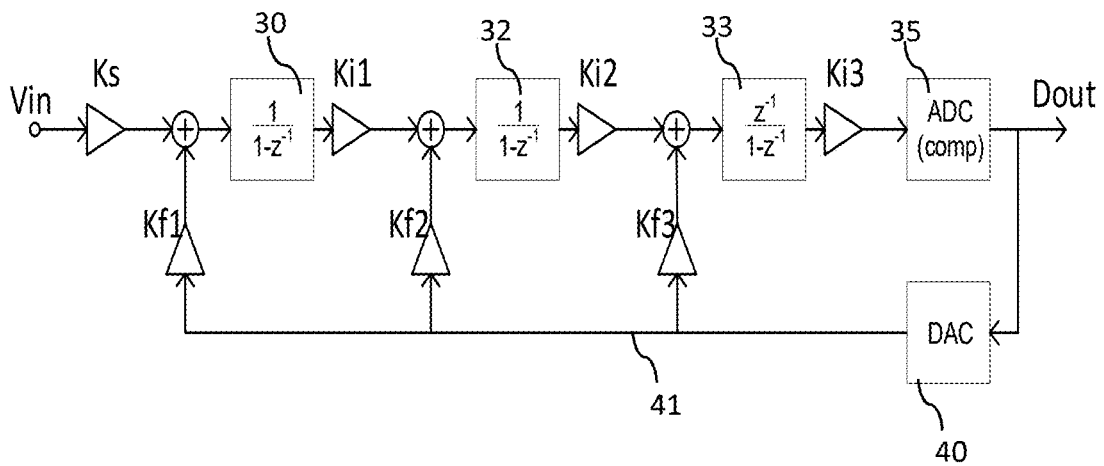 30
32
33
35
Ks
Ki1
Ki2
Ki3
Vin
+
1
1-z⁻¹
+
1
1-z⁻¹
+
z⁻¹
1-z⁻¹
ADC
(comp)
Dout
Kf1
Kf2
Kf3
DAC
41
40